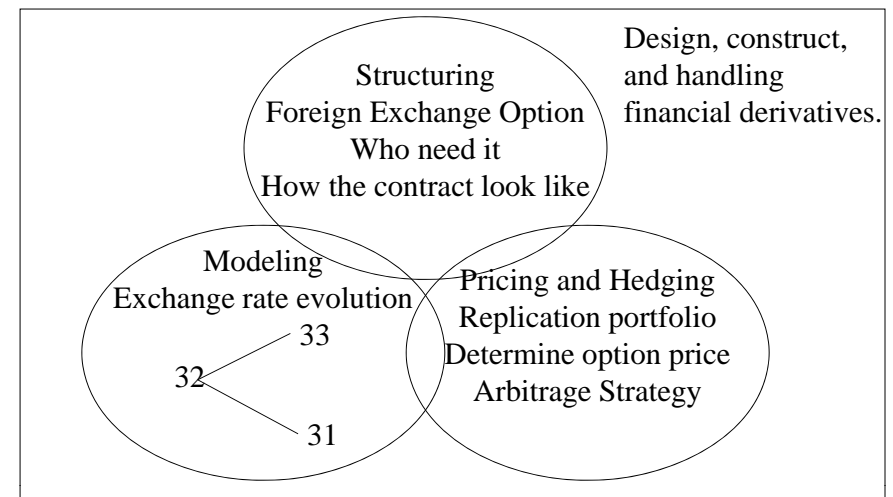 Design, construct,
and handling
financial derivatives.
Structuring
Foreign Exchange Option
Who need it
How the contract look like
Modeling
Exchange rate evolution
33
32
31
Pricing and Hedging
Replication portfolio
Determine option price
Arbitrage Strategy